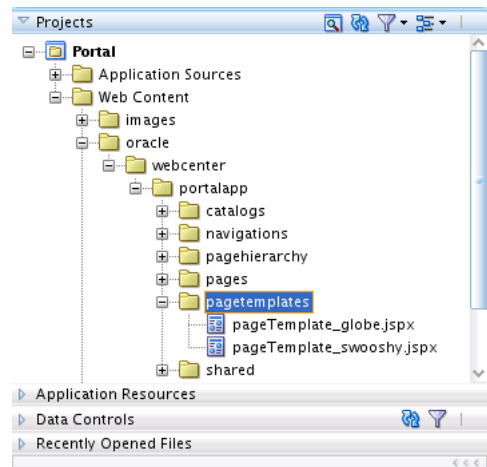 Projects
Portal
Application Sources
Web Content
images
oracle
webcenter
portalapp
catalogs
navigations
pagehierarchy
pages
pagetemplates
pageTemplate_globe.jspx
pageTemplate_swooshy.jspx
shared
Application Resources
Data Controls
Recently Opened Files